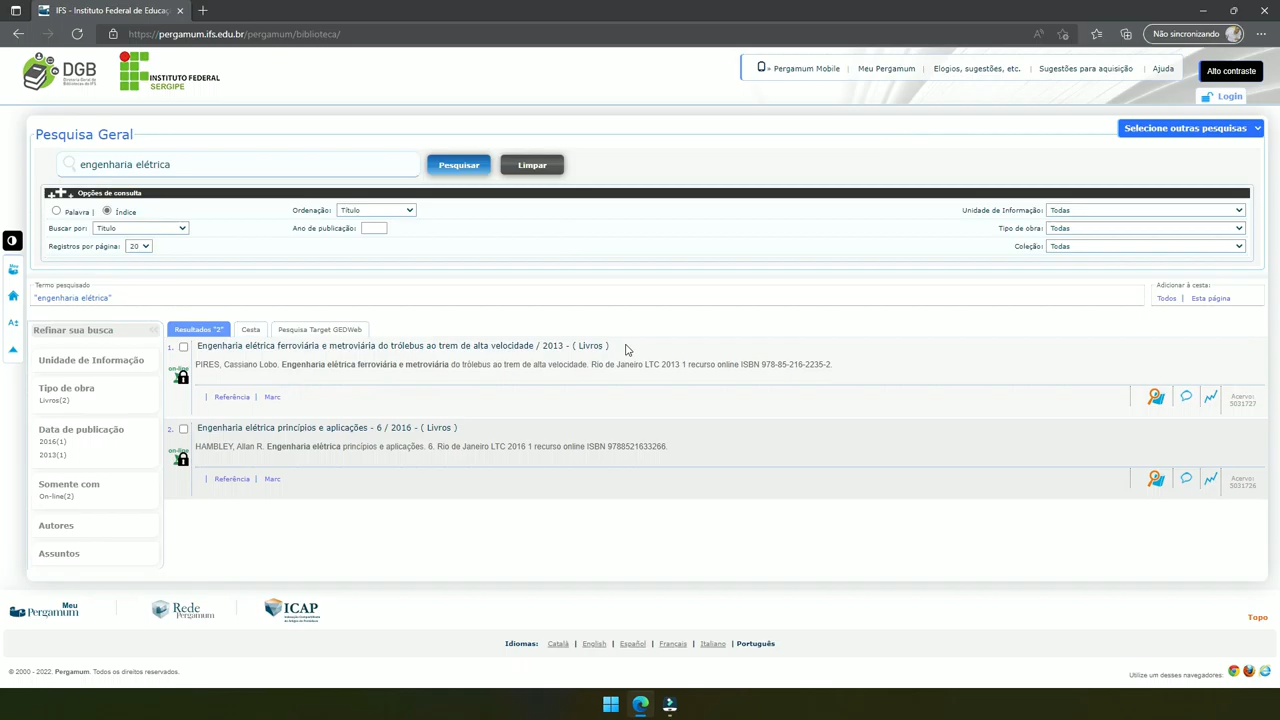 IFS - Instituto Federal de Educaç
https://pergamum.ifs.edu.br/pergamum/biblioteca/
Não sincronizando
DGB
INSTITUTO FEDERAL
SERGIPE
» Pergamum Mobile | Meu Pergamum | Elogios, sugestões, etc. | Sugestões para aquisição | Ajuda
Alto contraste
Login
Pesquisa Geral
Selecione outras pesquisas
engenharia elétrica
Pesquisar
Limpar
Opções de consulta
Palavra | Índice
Ordenação: Título
Unidade de Informação: Todas
Buscar por: Título
Ano de publicação:
Tipo de obra: Todas
Registros por página: 20
Coleção: Todas
Termo pesquisado
"engenharia elétrica"
Adicionar à cesta:
Todos | Esta página
Refinar sua busca
Resultados "2"
Cesta
Pesquisa Target GEDWeb
Unidade de Informação
Tipo de obra
Livros(2)
Data de publicação
2016(1)
2013(1)
Somente com
On-line(2)
Autores
Assuntos
1. Engenharia elétrica ferroviária e metroviária do trólebus ao trem de alta velocidade / 2013 - ( Livros )
PIRES, Cassiano Lobo. Engenharia elétrica ferroviária e metroviária do trólebus ao trem de alta velocidade. Rio de Janeiro LTC 2013 1 recurso online ISBN 978-85-216-2235-2.
on-line
| Referência | Marc
Acervo:
5031727
2. Engenharia elétrica princípios e aplicações - 6 / 2016 - ( Livros )
HAMBLEY, Allan R. Engenharia elétrica princípios e aplicações. 6. Rio de Janeiro LTC 2016 1 recurso online ISBN 9788521633266.
on-line
| Referência | Marc
Acervo:
5031726
Meu
Pergamum
Rede
Pergamum
ICAP
Topo
Idiomas: Català | English | Español | Français | Italiano | Português
© 2000 - 2022. Pergamum. Todos os direitos reservados.
Utilize um desses navegadores: